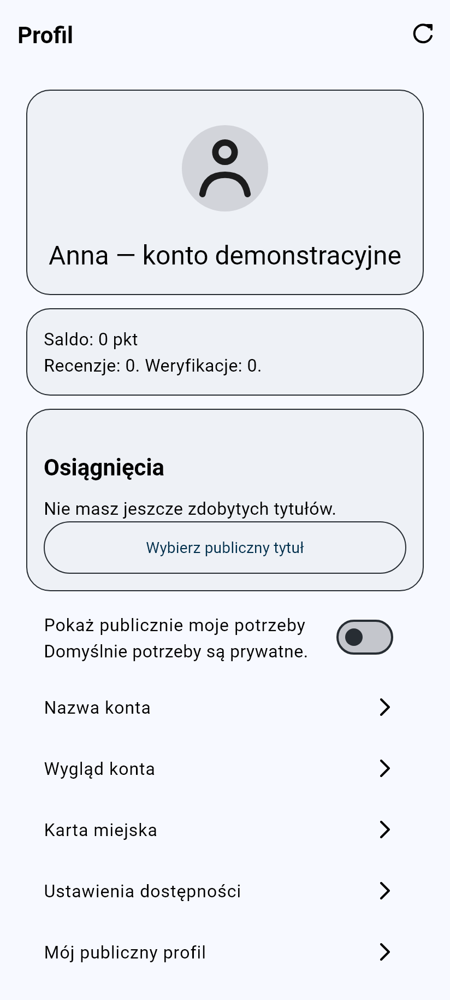 Profil
Anna — konto demonstracyjne
Saldo: 0 pkt
Recenzje: 0. Weryfikacje: 0.
Osiągnięcia
Nie masz jeszcze zdobytych tytułów.
Wybierz publiczny tytuł
Pokaż publicznie moje potrzeby
Domyślnie potrzeby są prywatne.
Nazwa konta
Wygląd konta
Karta miejska
Ustawienia dostępności
Mój publiczny profil